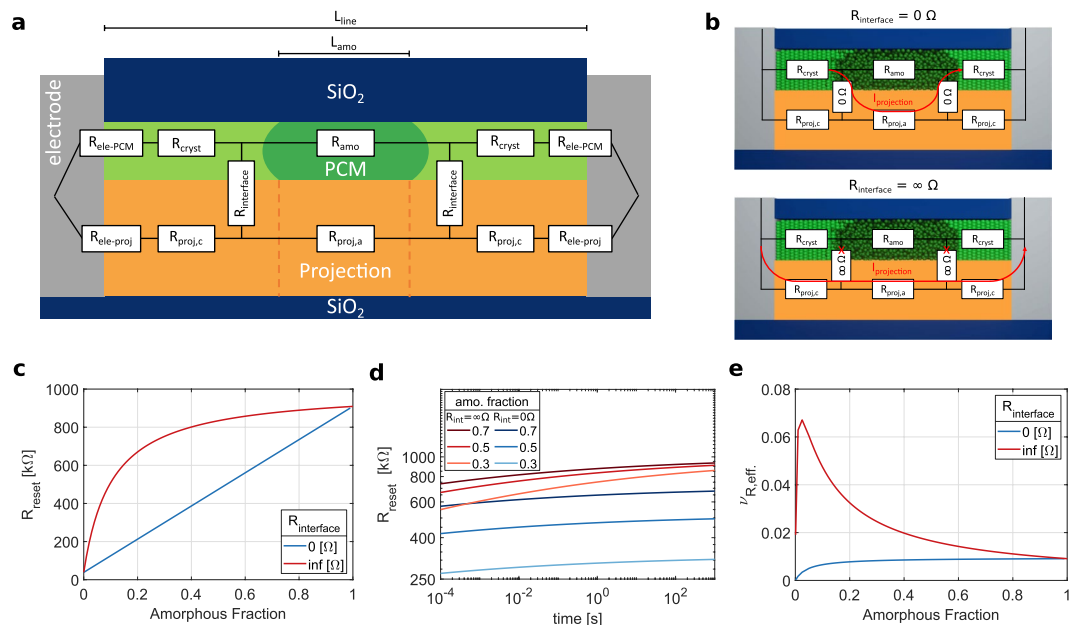 a
L_line
L_amo
electrode
SiO₂
R_ele-PCM
R_cryst
R_amo
R_cryst
R_ele-PCM
PCM
R_interface
R_interface
R_ele-proj
R_proj,c
R_proj,a
R_proj,c
R_ele-proj
Projection
SiO₂
b
R_interface = 0 Ω
R_cryst
R_amo
R_cryst
0 Ω
I_projection
0 Ω
R_proj,c
R_proj,a
R_proj,c
R_interface = ∞ Ω
R_cryst
R_amo
R_cryst
∞ Ω
I_projection
∞ Ω
R_proj,c
R_proj,a
R_proj,c
c
1000
800
600
400
200
0
R_reset [kΩ]
R_interface
0 [Ω]
inf [Ω]
0 0.2 0.4 0.6 0.8 1
Amorphous Fraction
d
amo. fraction
R_int=∞Ω R_int=0Ω
0.7 0.7
0.5 0.5
0.3 0.3
1000
800
600
400
250
R_reset [kΩ]
10⁻⁴ 10⁻² 10⁰ 10²
time [s]
e
0.08
0.06
0.04
0.02
0
ν_R,eff.
R_interface
0 [Ω]
inf [Ω]
0 0.2 0.4 0.6 0.8 1
Amorphous Fraction